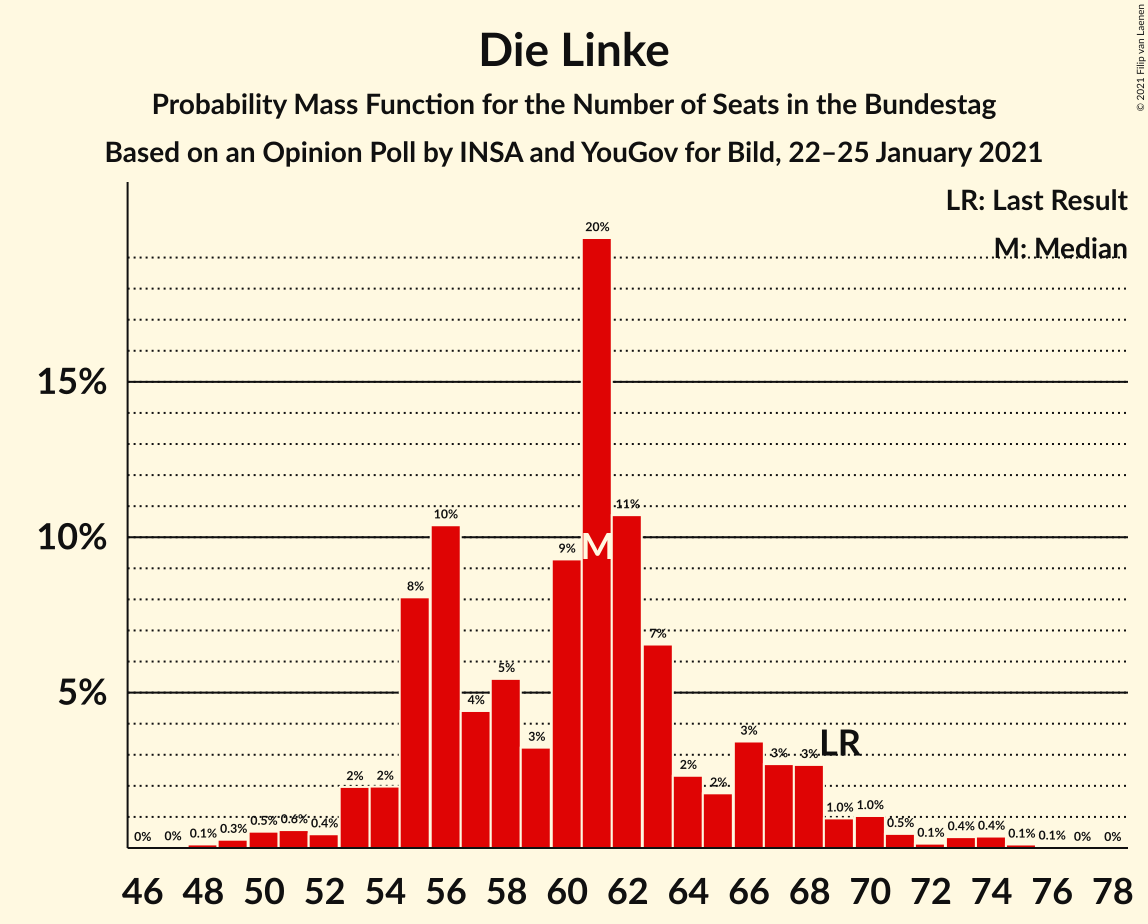 Die Linke
Probability Mass Function for the Number of Seats in the Bundestag
Based on an Opinion Poll by INSA and YouGov for Bild, 22–25 January 2021
© 2021 Filip van Laenen
LR: Last Result
M: Median
15%
10%
5%
0% 0% 0.1% 0.3% 0.5% 0.6% 0.4% 2% 2% 8% 10% 4% 5% 3% 9% 20% 11% 7% 2% 2% 3% 3% 3% 1.0% 1.0% 0.5% 0.1% 0.4% 0.4% 0.1% 0.1% 0% 0%
M
LR
46 48 50 52 54 56 58 60 62 64 66 68 70 72 74 76 78